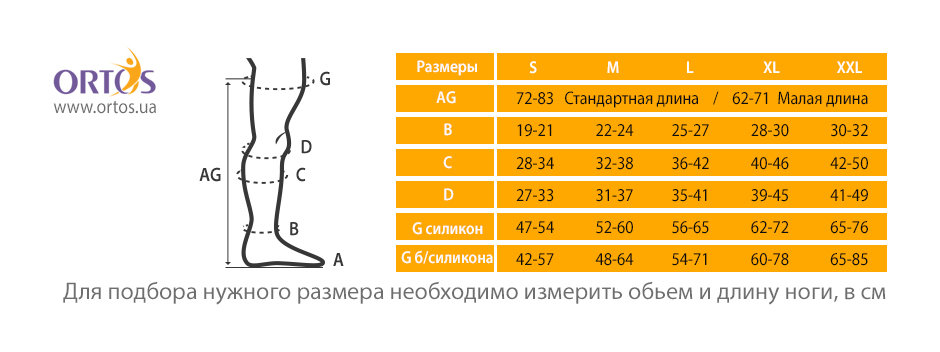 ORTOS
www.ortos.ua
G
D
AG
C
B
A
Размеры S M L XL XXL
AG 72-83 Стандартная длина / 62-71 Малая длина
B 19-21 22-24 25-27 28-30 30-32
C 28-34 32-38 36-42 40-46 42-50
D 27-33 31-37 35-41 39-45 41-49
G силикон 47-54 52-60 56-65 62-72 65-76
G б/силикона 42-57 48-64 54-71 60-78 65-85
Для подбора нужного размера необходимо измерить обьем и длину ноги, в см